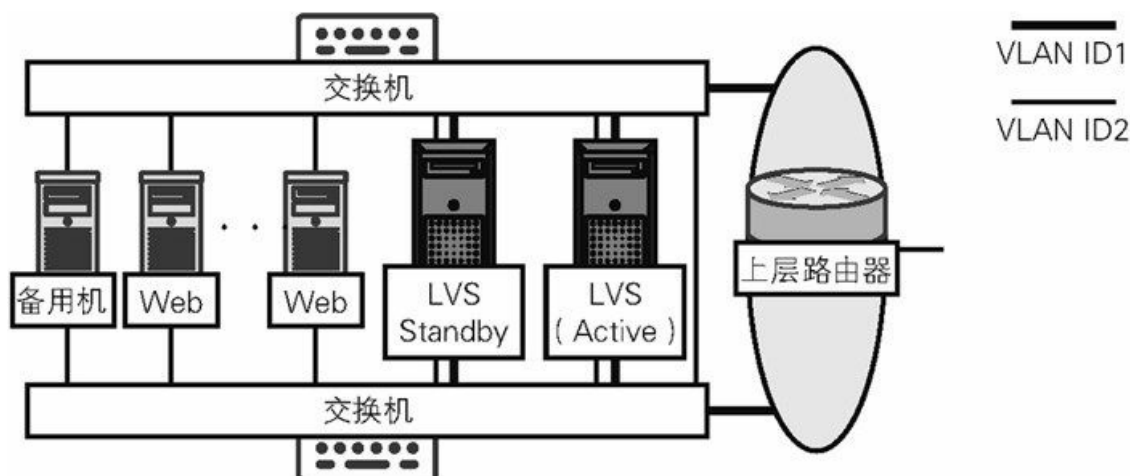 交换机
VLAN ID1
VLAN ID2
备用机
Web
Web
LVS
Standby
LVS
( Active )
上层路由器
交换机